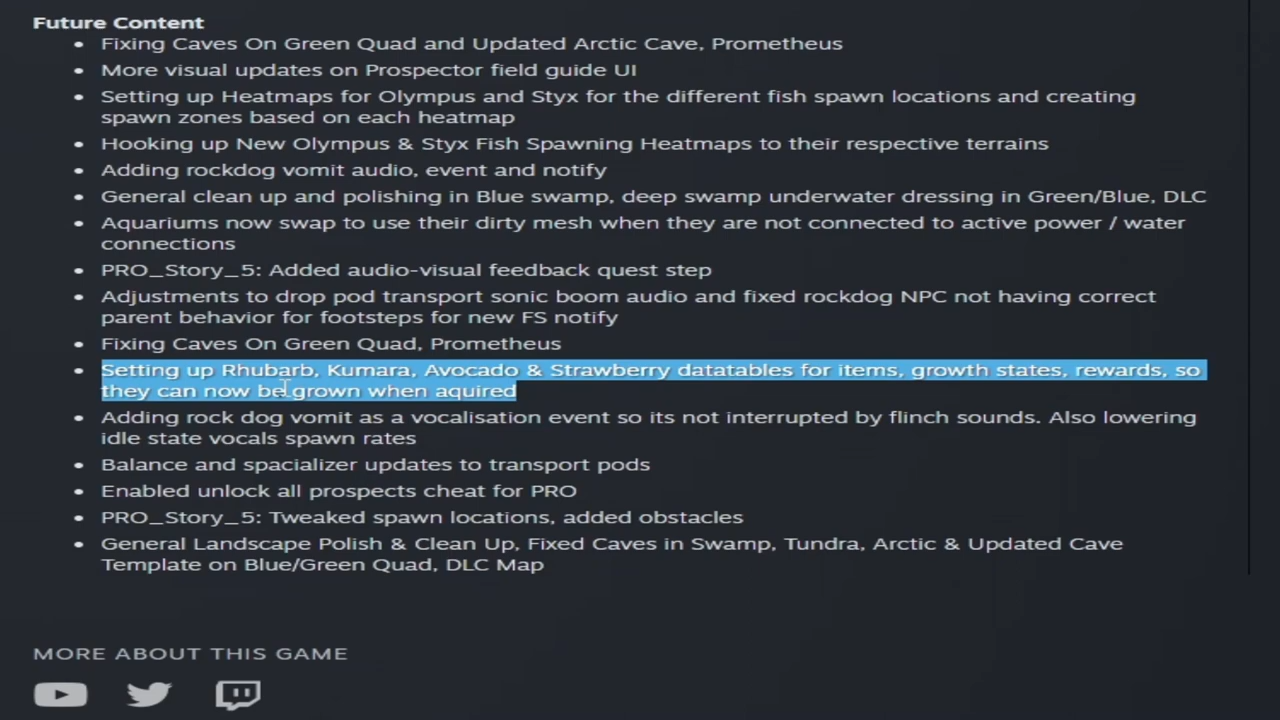 Future Content
• Fixing Caves On Green Quad and Updated Arctic Cave, Prometheus
• More visual updates on Prospector field guide UI
• Setting up Heatmaps for Olympus and Styx for the different fish spawn locations and creating
spawn zones based on each heatmap
• Hooking up New Olympus & Styx Fish Spawning Heatmaps to their respective terrains
• Adding rockdog vomit audio, event and notify
• General clean up and polishing in Blue swamp, deep swamp underwater dressing in Green/Blue, DLC
• Aquariums now swap to use their dirty mesh when they are not connected to active power / water
connections
• PRO_Story_5: Added audio-visual feedback quest step
• Adjustments to drop pod transport sonic boom audio and fixed rockdog NPC not having correct
parent behavior for footsteps for new FS notify
• Fixing Caves On Green Quad, Prometheus
• Setting up Rhubarb, Kumara, Avocado & Strawberry datatables for items, growth states, rewards, so
they can now be grown when aquired
• Adding rock dog vomit as a vocalisation event so its not interrupted by flinch sounds. Also lowering
idle state vocals spawn rates
• Balance and spacializer updates to transport pods
• Enabled unlock all prospects cheat for PRO
• PRO_Story_5: Tweaked spawn locations, added obstacles
• General Landscape Polish & Clean Up, Fixed Caves in Swamp, Tundra, Arctic & Updated Cave
Template on Blue/Green Quad, DLC Map
MORE ABOUT THIS GAME